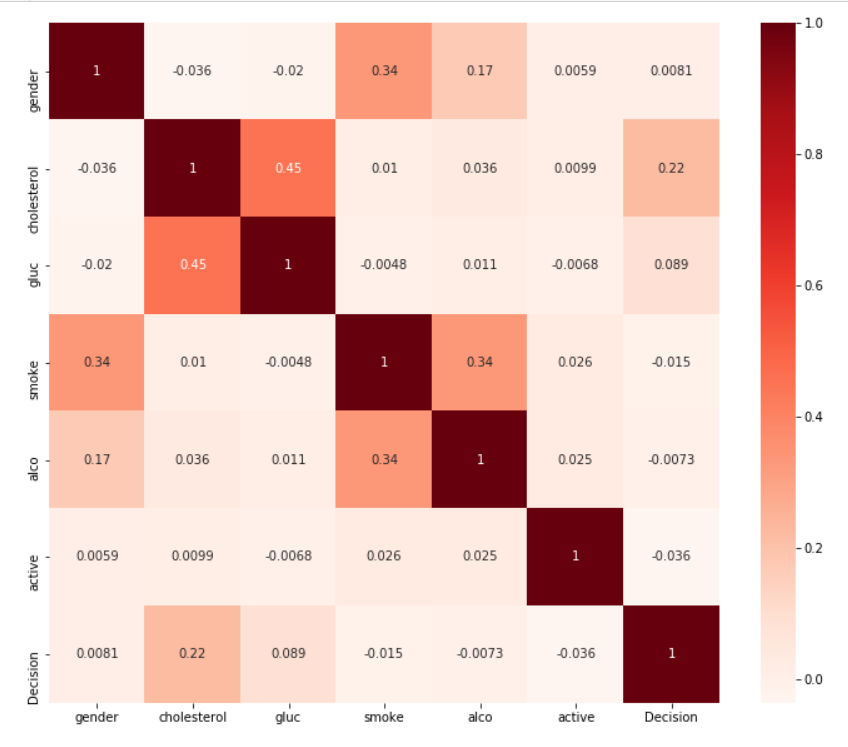 gender 1 -0.036 -0.02 0.34 0.17 0.0059 0.0081
cholesterol -0.036 1 0.45 0.01 0.036 0.0099 0.22
gluc -0.02 0.45 1 -0.0048 0.011 -0.0068 0.089
smoke 0.34 0.01 -0.0048 1 0.34 0.026 -0.015
alco 0.17 0.036 0.011 0.34 1 0.025 -0.0073
active 0.0059 0.0099 -0.0068 0.026 0.025 1 -0.036
Decision 0.0081 0.22 0.089 -0.015 -0.0073 -0.036 1
gender cholesterol gluc smoke alco active Decision
1.0
0.8
0.6
0.4
0.2
0.0